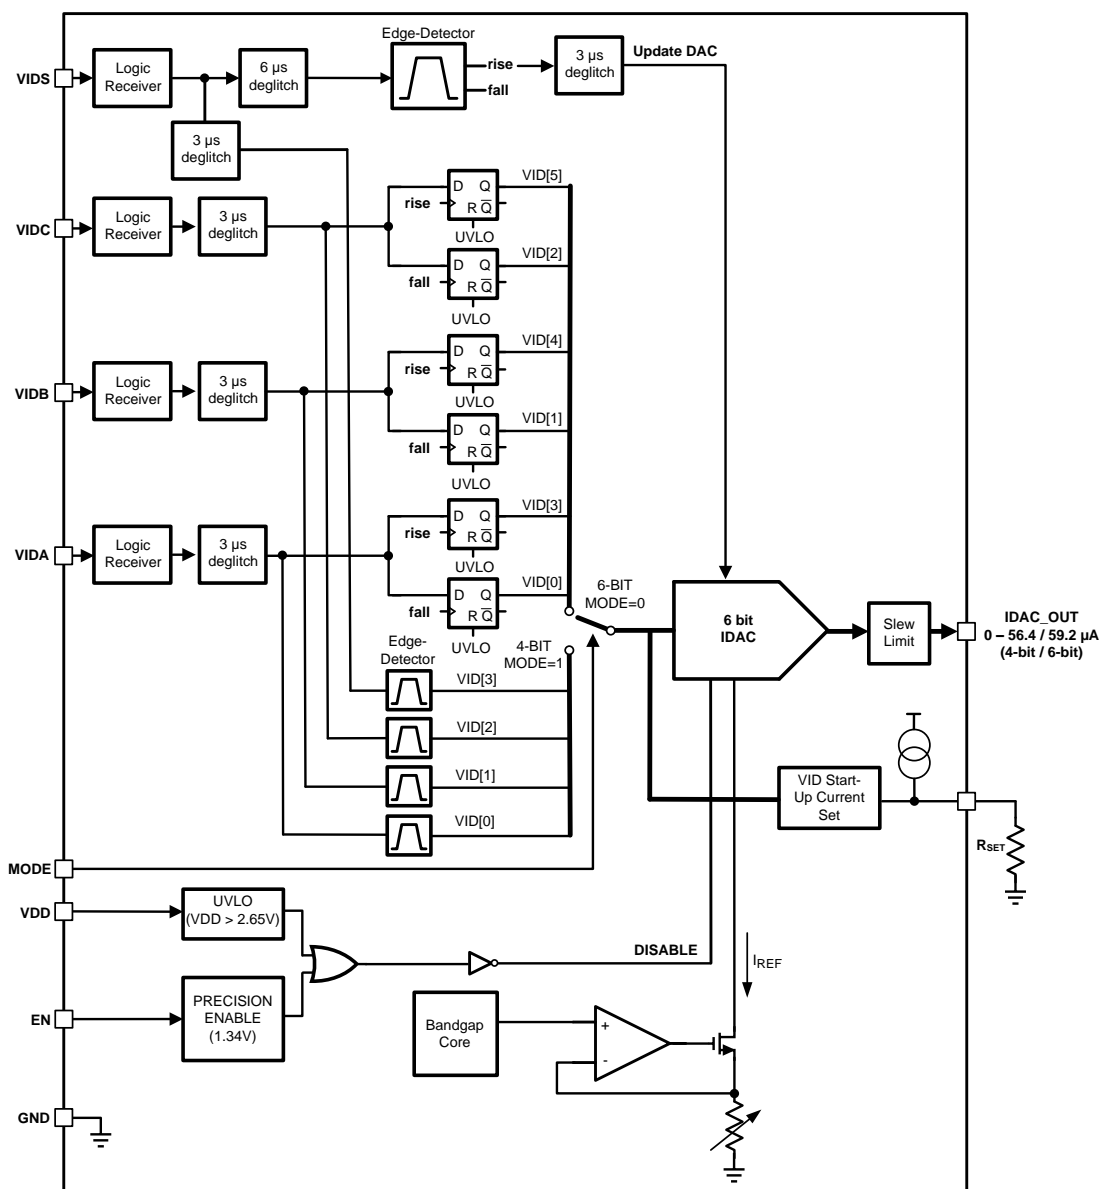 Edge-Detector
VIDS
Logic
Receiver
6 µs
deglitch
rise
fall
3 µs
deglitch
Update DAC
3 µs
deglitch
VIDC
Logic
Receiver
3 µs
deglitch
rise
D Q
R Q
UVLO
VID[5]
fall
D Q
R Q
UVLO
VID[2]
VIDB
Logic
Receiver
3 µs
deglitch
rise
D Q
R Q
UVLO
VID[4]
fall
D Q
R Q
UVLO
VID[1]
VIDA
Logic
Receiver
3 µs
deglitch
rise
D Q
R Q
UVLO
VID[3]
fall
D Q
R Q
UVLO
VID[0]
6-BIT
MODE=0
4-BIT
MODE=1
6 bit
IDAC
Slew
Limit
IDAC_OUT
0 – 56.4 / 59.2 µA
(4-bit / 6-bit)
Edge-
Detector
VID[3]
VID[2]
VID[1]
VID[0]
VID Start-
Up Current
Set
RSET
MODE
VDD
UVLO
(VDD > 2.65V)
DISABLE
IREF
EN
PRECISION
ENABLE
(1.34V)
Bandgap
Core
+
-
GND